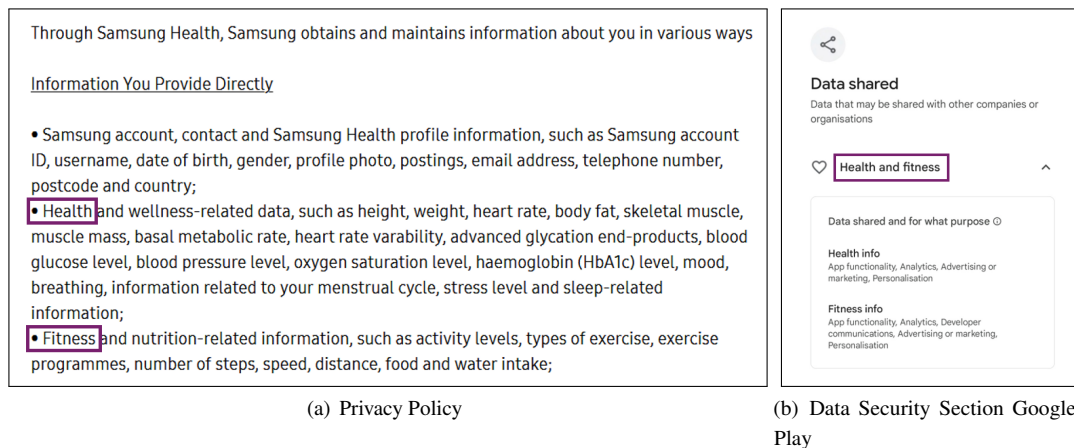 Through Samsung Health, Samsung obtains and maintains information about you in various ways
Information You Provide Directly
• Samsung account, contact and Samsung Health profile information, such as Samsung account
ID, username, date of birth, gender, profile photo, postings, email address, telephone number,
postcode and country;
• Health and wellness-related data, such as height, weight, heart rate, body fat, skeletal muscle,
muscle mass, basal metabolic rate, heart rate varability, advanced glycation end-products, blood
glucose level, blood pressure level, oxygen saturation level, haemoglobin (HbA1c) level, mood,
breathing, information related to your menstrual cycle, stress level and sleep-related
information;
• Fitness and nutrition-related information, such as activity levels, types of exercise, exercise
programmes, number of steps, speed, distance, food and water intake;
(a) Privacy Policy
Data shared
Data that may be shared with other companies or
organisations
Health and fitness
Data shared and for what purpose
Health info
App functionality, Analytics, Advertising or
marketing, Personalisation
Fitness info
App functionality, Analytics, Developer
communications, Advertising or marketing,
Personalisation
(b) Data Security Section Google
Play